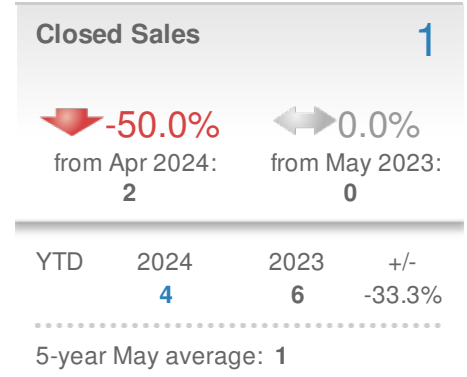 Closed Sales 1
-50.0% 0.0%
from Apr 2024: from May 2023:
2 0
YTD 2024 2023 +/-
4 6 -33.3%
5-year May average: 1